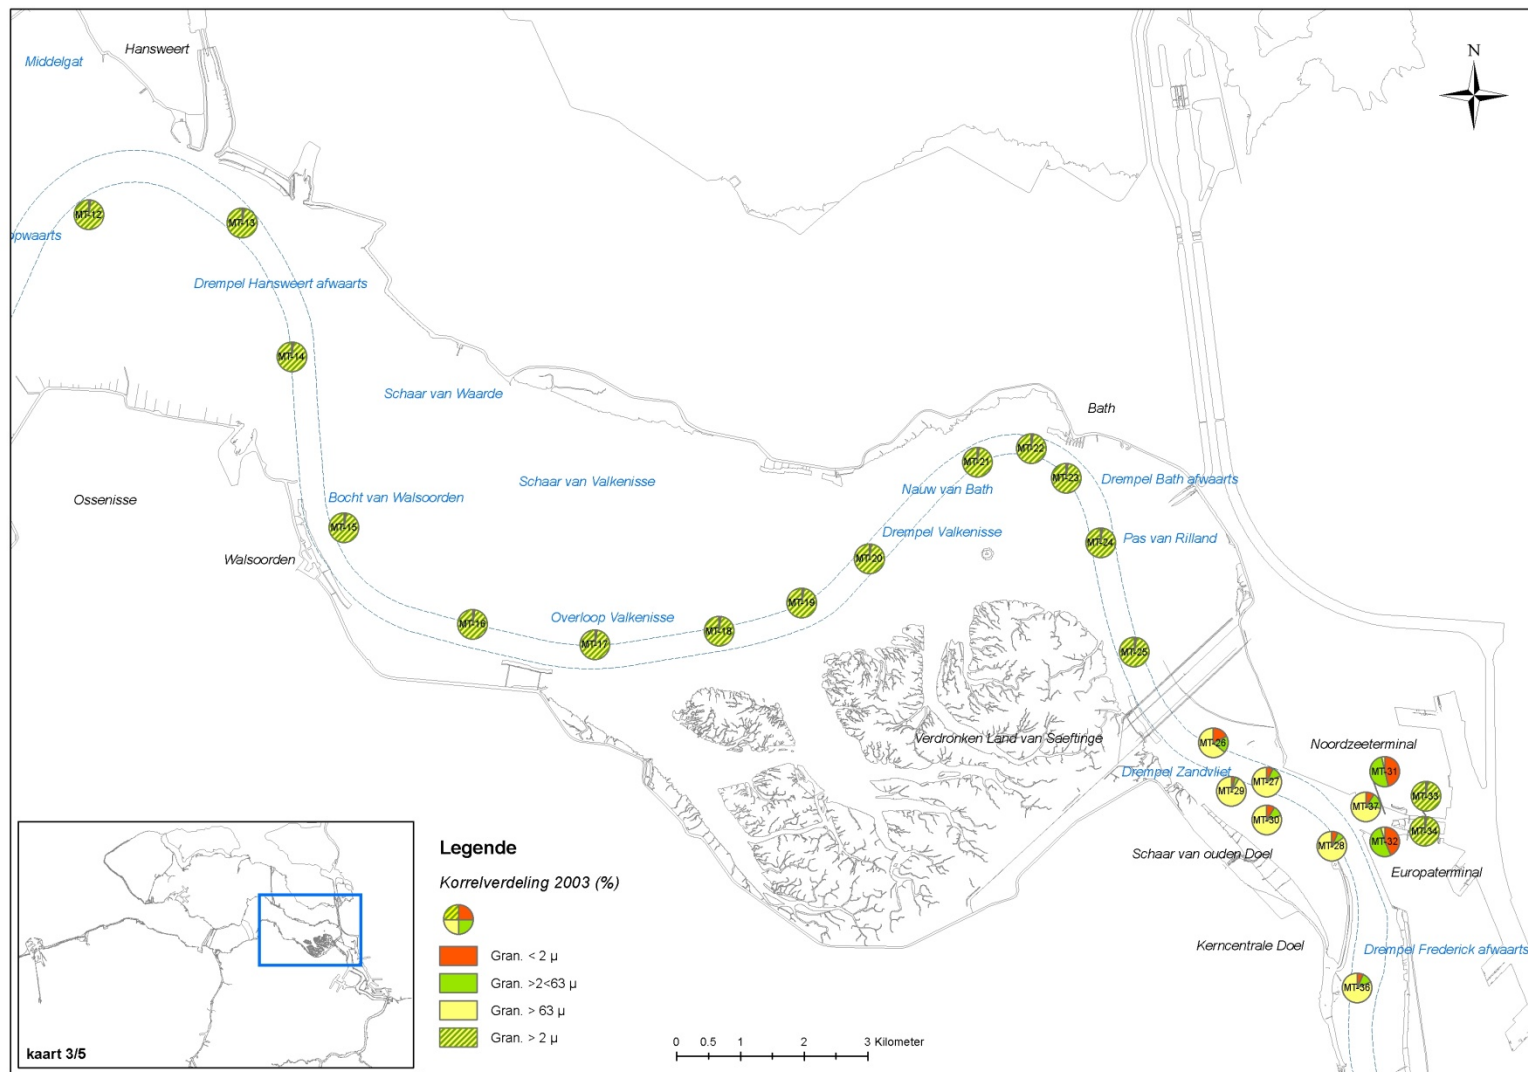 Hansweert
Middelgat
N
MT-12
MT-13
opwaarts
Drempel Hansweert afwaarts
MT-14
Schaar van Waarde
Bath
MT-22
MT-21
MT-23
Drempel Bath afwaarts
Schaar van Valkenisse
Nauw van Bath
Ossenisse
Bocht van Walsoorden
MT-15
Drempel Valkenisse
MT-24
Pas van Rilland
Walsoorden
MT-20
MT-19
Overloop Valkenisse
MT-16
MT-18
MT-17
MT-25
Verdronken Land van Saeftinge
MT-26
Noordzeeterminal
Drempel Zandvliet
MT-31
MT-27
MT-29
MT-33
MT-37
MT-30
MT-34
MT-28
MT-32
Schaar van ouden Doel
Europaterminal
Kerncentrale Doel
Drempel Frederick afwaarts
MT-36
Legende
Korrelverdeling 2003 (%)
Gran. < 2 µ
Gran. >2<63 µ
Gran. > 63 µ
Gran. > 2 µ
kaart 3/5
0 0.5 1 2 3 Kilometer